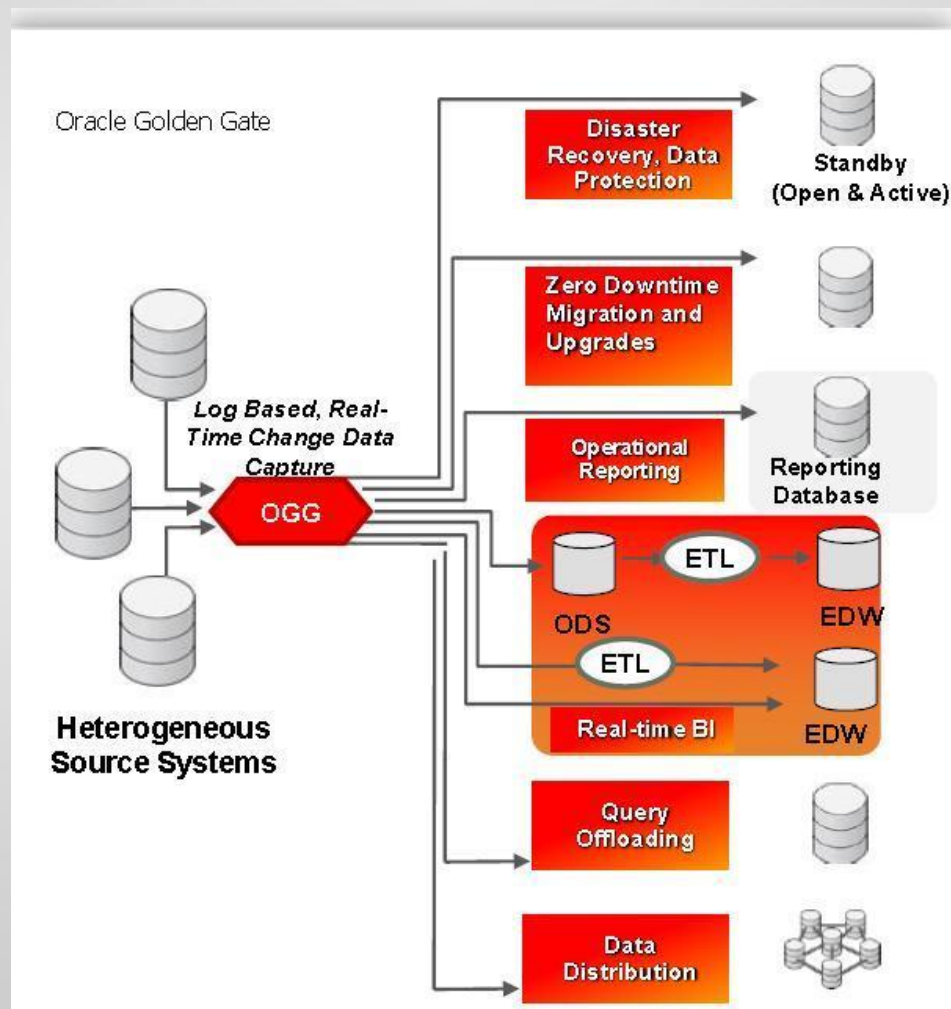 Oracle Golden Gate
Disaster
Recovery, Data
Protection
Standby
(Open & Active)
Zero Downtime
Migration and
Upgrades
Log Based, Real-
Time Change Data
Capture
OGG
Operational
Reporting
Reporting
Database
ETL
ODS
EDW
ETL
Real-time BI
EDW
Heterogeneous
Source Systems
Query
Offloading
Data
Distribution